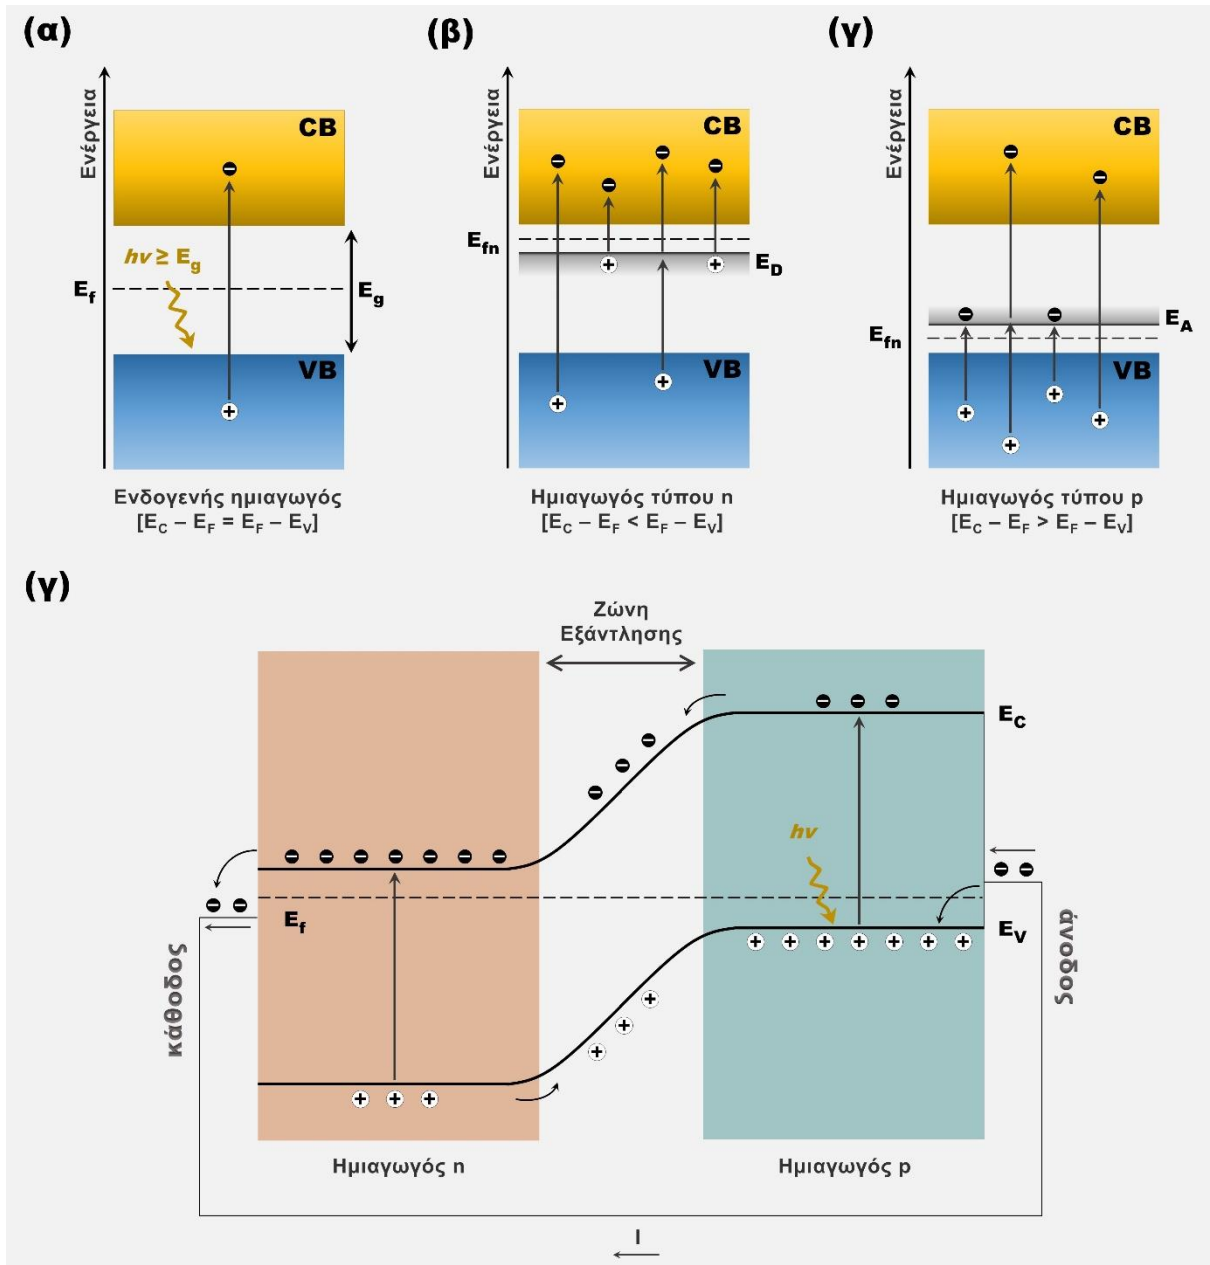 (α)
Ενέργεια
CB
hν ≥ Eg
Ef
Eg
VB
Ενδογενής ημιαγωγός
[EC – EF = EF – EV]
(β)
Ενέργεια
CB
Efn
ED
VB
Ημιαγωγός τύπου n
[EC – EF < EF – EV]
(γ)
Ενέργεια
CB
EA
Efn
VB
Ημιαγωγός τύπου p
[EC – EF > EF – EV]
(γ)
Ζώνη
Εξάντλησης
EC
hν
Ef
EV
κάθοδος
άνοδος
Ημιαγωγός n
Ημιαγωγός p
I